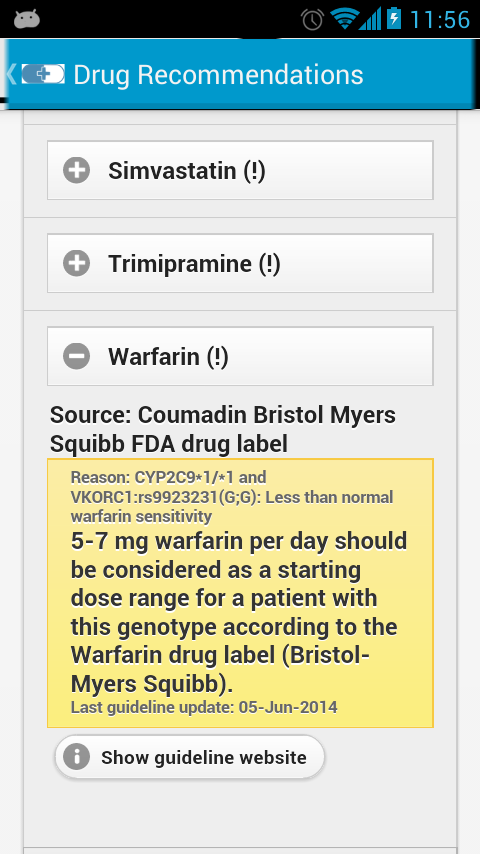 11:56
Drug Recommendations
Simvastatin (!)
Trimipramine (!)
Warfarin (!)
Source: Coumadin Bristol Myers
Squibb FDA drug label
Reason: CYP2C9*1/*1 and
VKORC1:rs9923231(G;G): Less than normal
warfarin sensitivity
5-7 mg warfarin per day should
be considered as a starting
dose range for a patient with
this genotype according to the
Warfarin drug label (Bristol-
Myers Squibb).
Last guideline update: 05-Jun-2014
Show guideline website